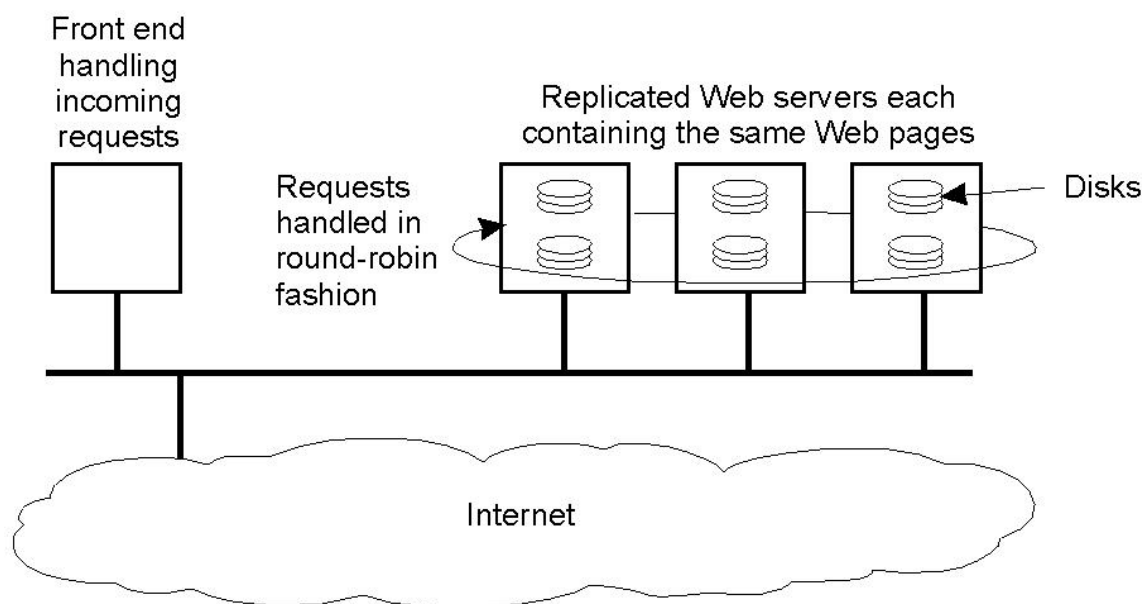 Front end
handling
incoming
requests
Replicated Web servers each
containing the same Web pages
Requests
handled in
round-robin
fashion
Disks
Internet